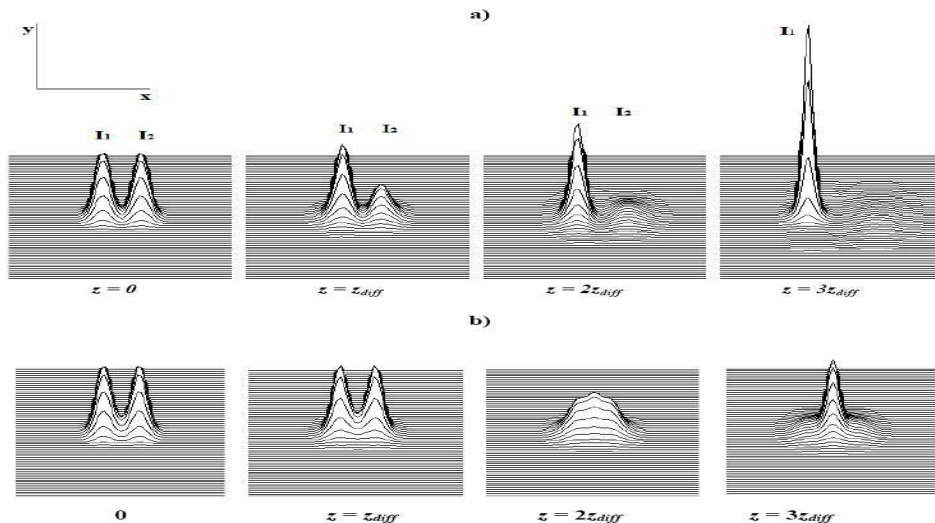 a)
y
x
I₁ I₂
I₁ I₂
I₁ I₂
I₁
z = 0
z = z_diff
z = 2z_diff
z = 3z_diff
b)
0
z = z_diff
z = 2z_diff
z = 3z_diff